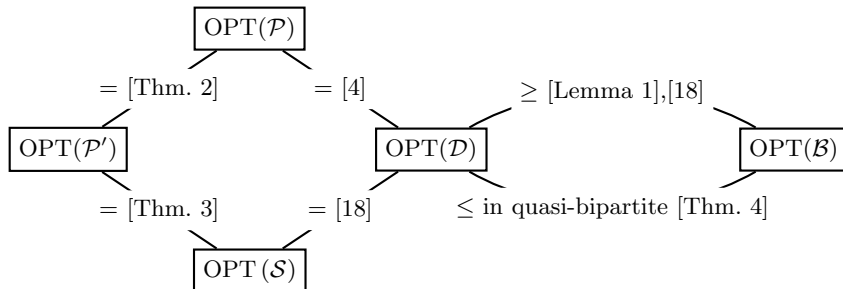 OPT(𝒫)
= [Thm. 2]
= [4]
≥ [Lemma 1],[18]
OPT(𝒫′)
OPT(𝒟)
OPT(ℬ)
= [Thm. 3]
= [18]
≤ in quasi-bipartite [Thm. 4]
OPT (𝒮)